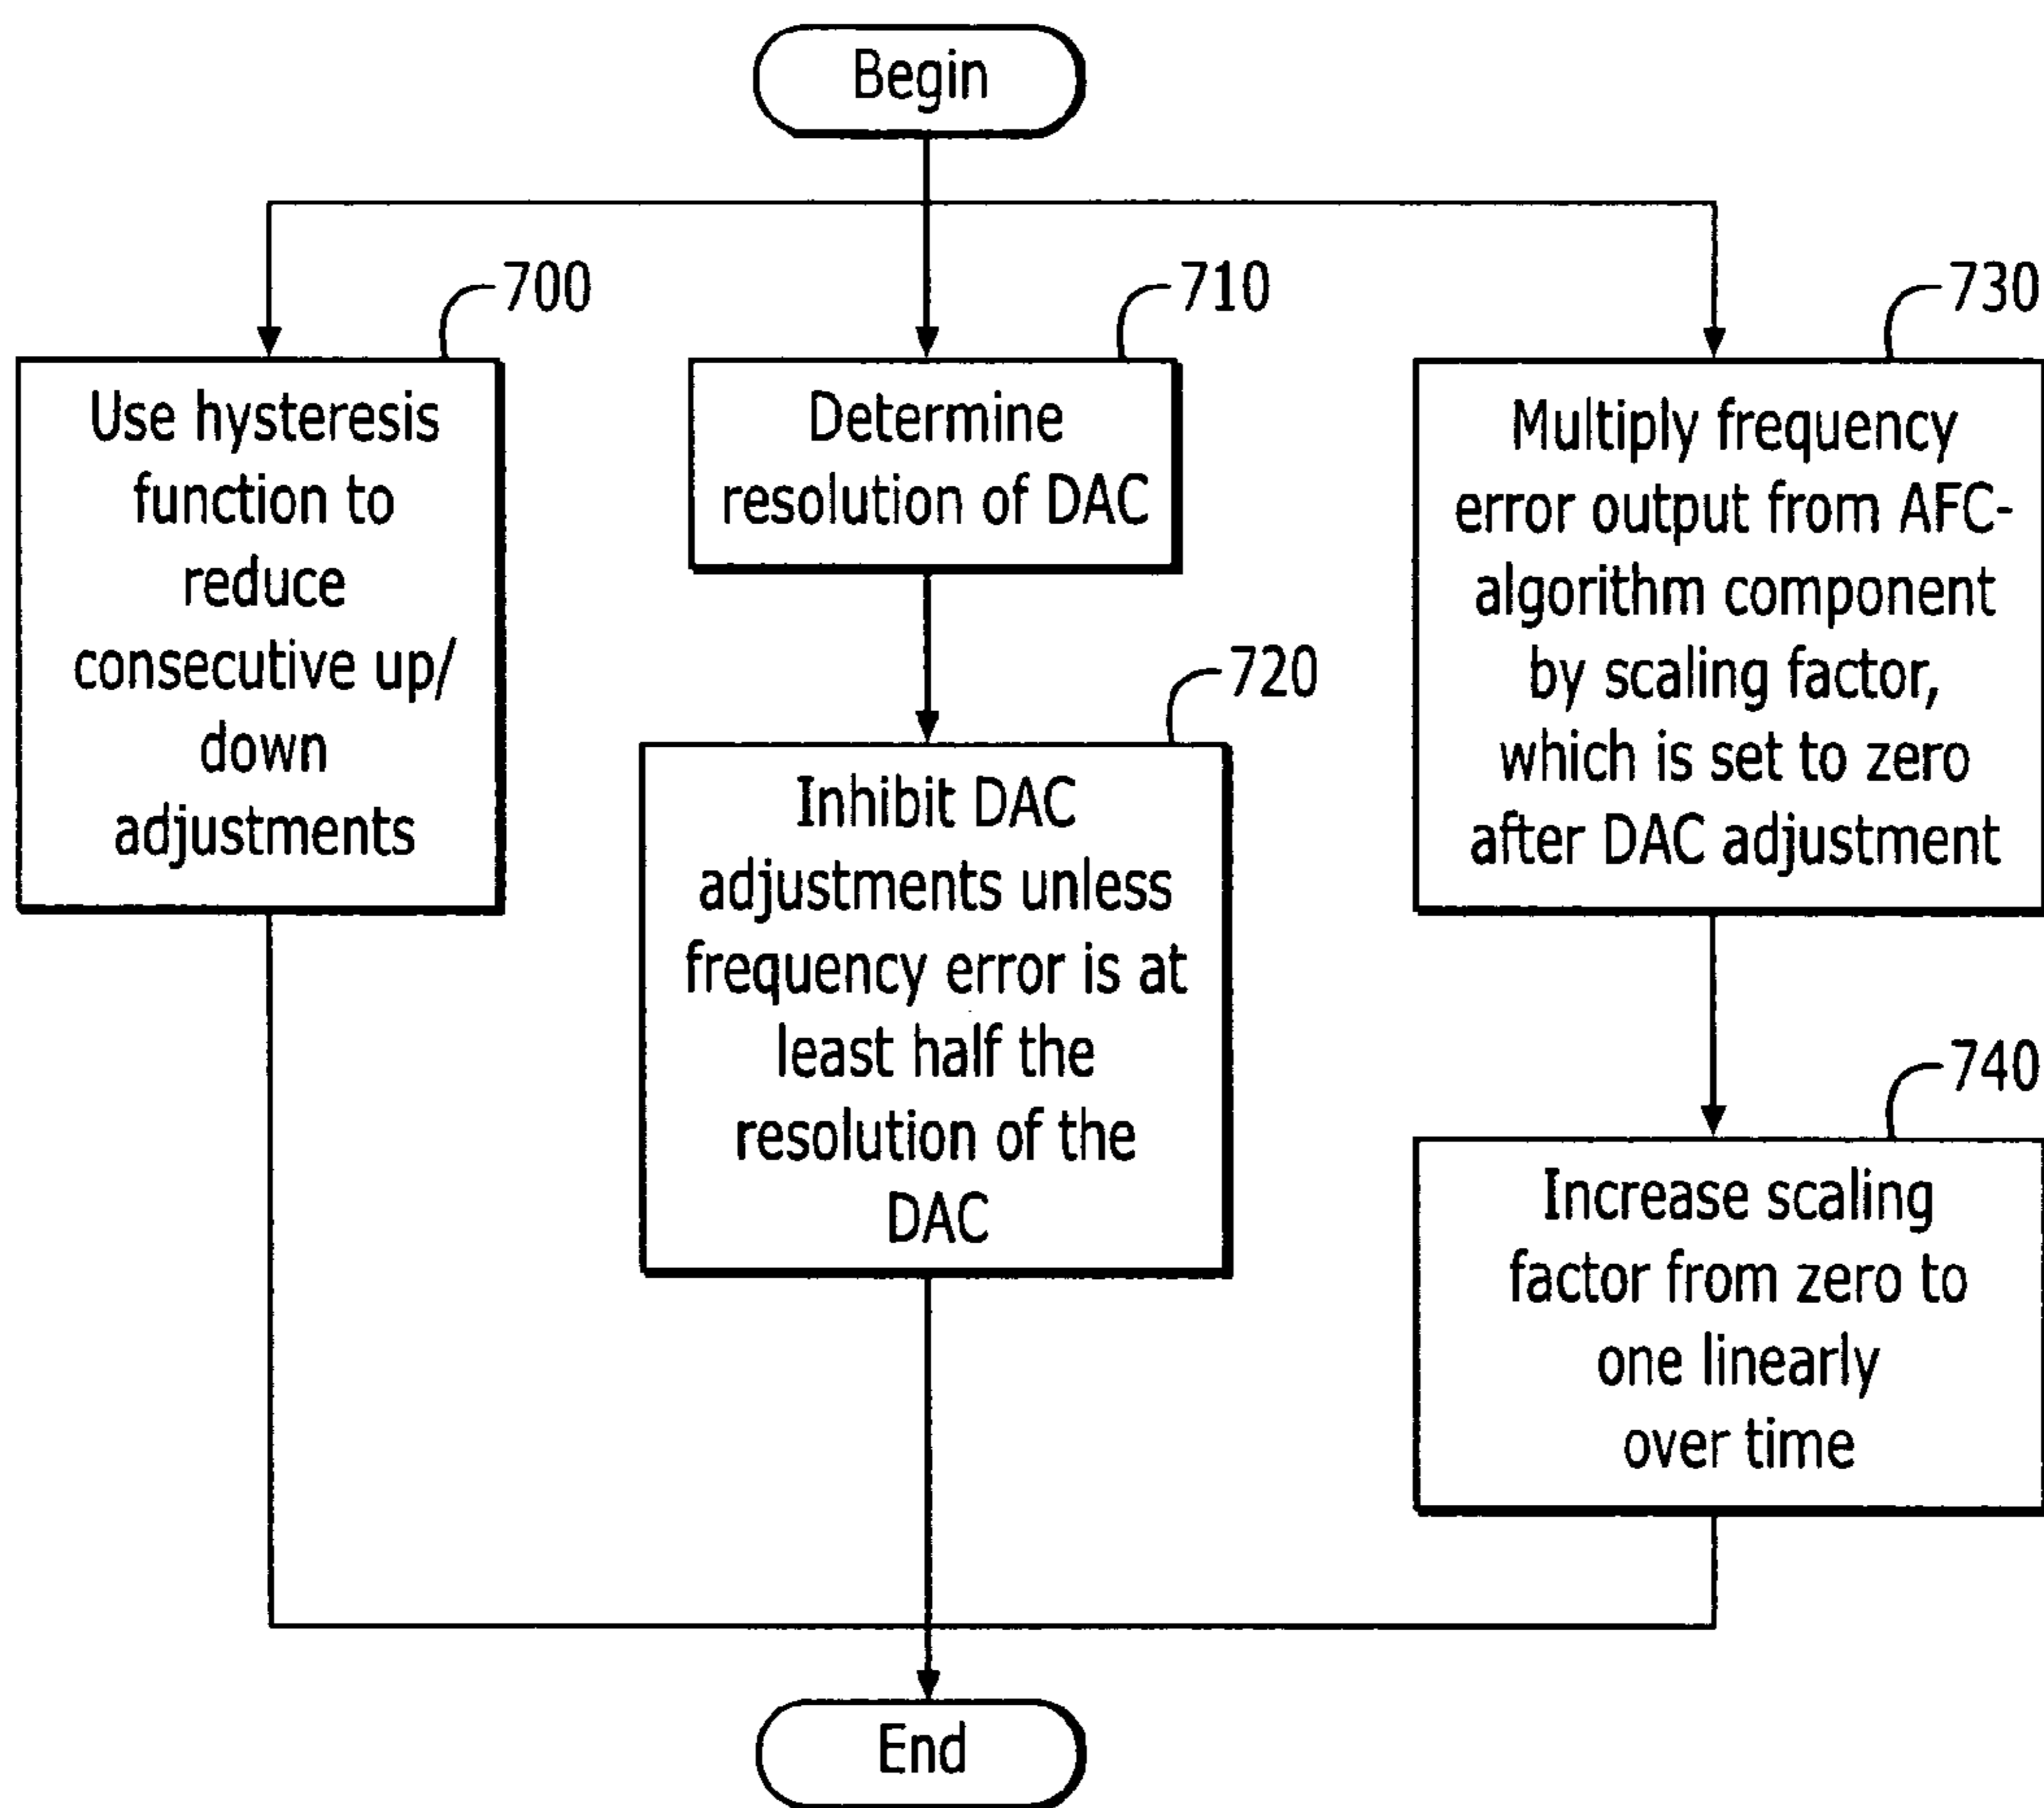 Begin
700
Use hysteresis
function to
reduce
consecutive up/
down
adjustments
710
Determine
resolution of DAC
720
Inhibit DAC
adjustments unless
frequency error is at
least half the
resolution of the
DAC
730
Multiply frequency
error output from AFC-
algorithm component
by scaling factor,
which is set to zero
after DAC adjustment
740
Increase scaling
factor from zero to
one linearly
over time
End